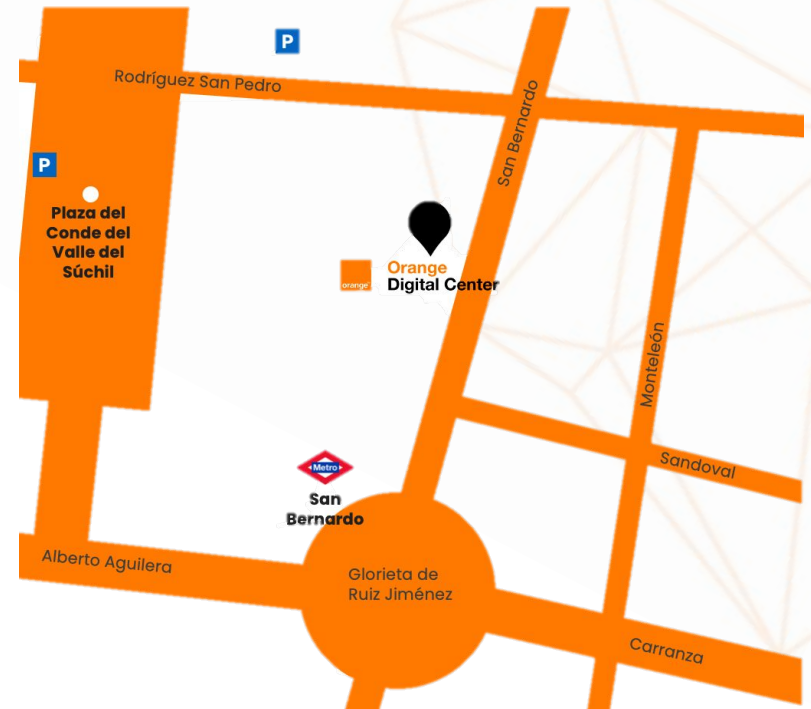 P
Rodríguez San Pedro
San Bernardo
P
Plaza del
Conde del
Valle del
Súchil
orange
Orange
Digital Center
Monteleón
Sandoval
Metro
San
Bernardo
Alberto Aguilera
Glorieta de
Ruiz Jiménez
Carranza